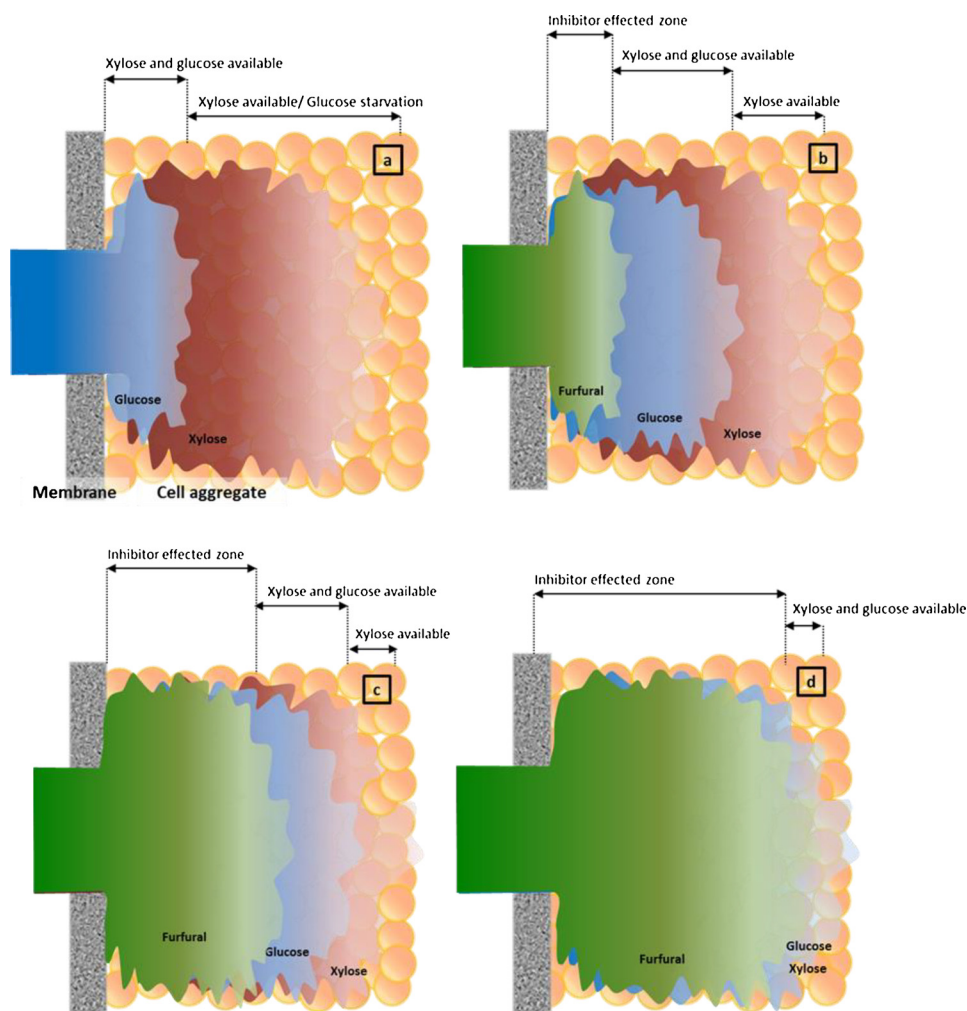 Xylose and glucose available
Xylose available/ Glucose starvation
a
Glucose
Xylose
Membrane
Cell aggregate
Inhibitor effected zone
Xylose and glucose available
Xylose available
b
Furfural
Glucose
Xylose
Inhibitor effected zone
Xylose and glucose available
Xylose available
c
Furfural
Glucose
Xylose
Inhibitor effected zone
Xylose and glucose available
d
Glucose
Furfural
Xylose